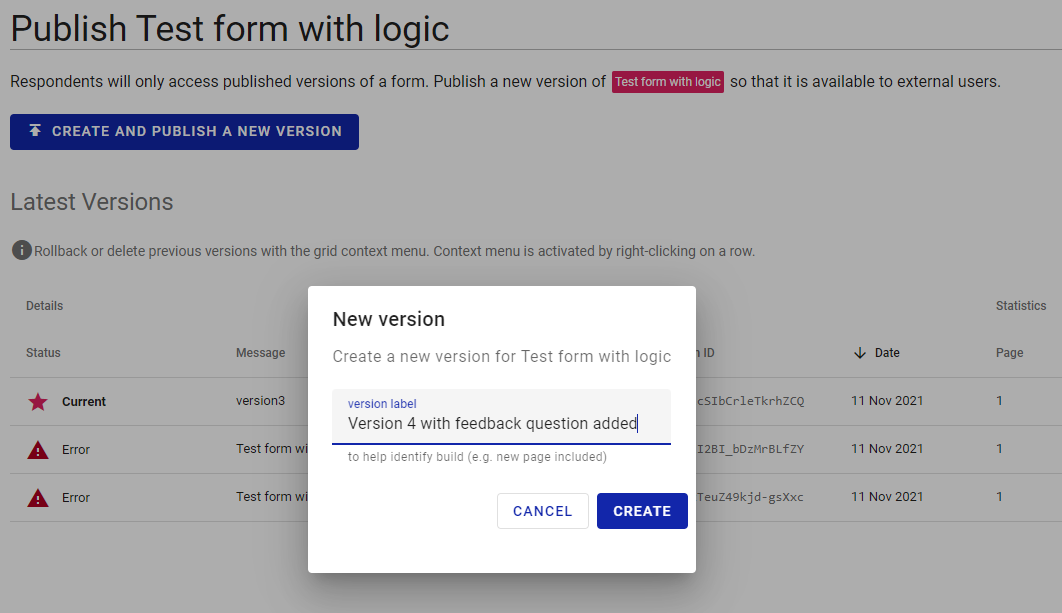 Publish Test form with logic
Respondents will only access published versions of a form. Publish a new version of Test form with logic so that it is available to external users.
CREATE AND PUBLISH A NEW VERSION
Latest Versions
Rollback or delete previous versions with the grid context menu. Context menu is activated by right-clicking on a row.
Details Statistics
Status Message ID Date Page
Current version3 cSIbCrleTkrhZCQ 11 Nov 2021 1
Error Test form wi I2BI_bDzMrBLfZY 11 Nov 2021 1
Error Test form wi TeuZ49kjd-gsXxc 11 Nov 2021 1
New version
Create a new version for Test form with logic
version label
Version 4 with feedback question added
to help identify build (e.g. new page included)
CANCEL CREATE